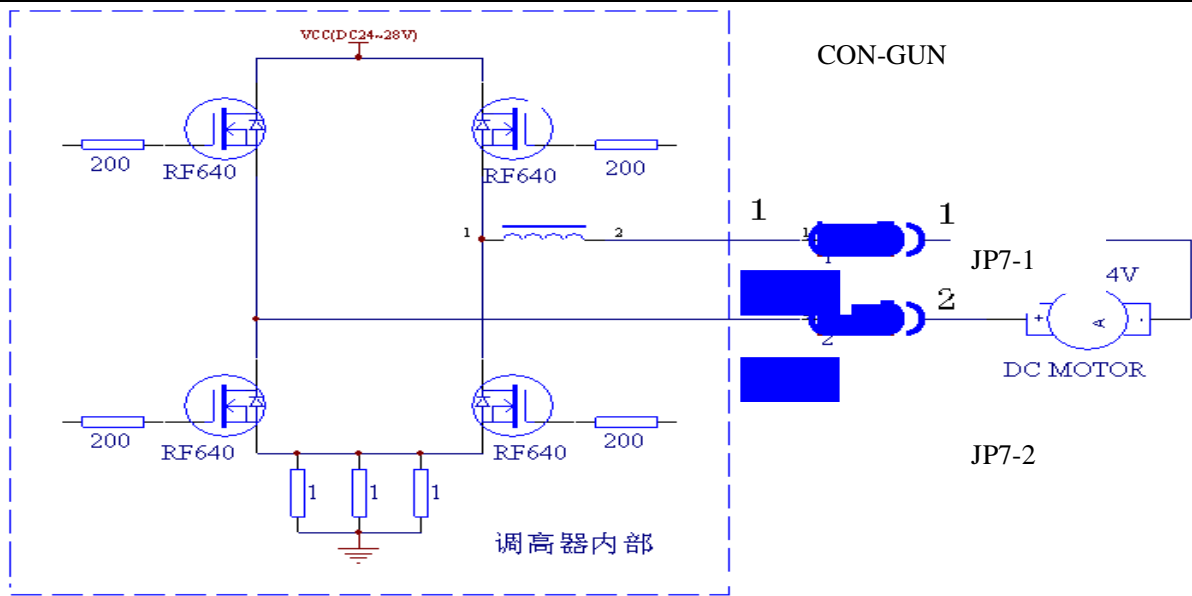 VCC(DC24~28V)
CON-GUN
200
RF640
RF640
200
1
1
1
2
1
1
JP7-1
4V
2
2
+
A
-
DC MOTOR
200
RF640
RF640
200
JP7-2
1
1
1
调高器内部